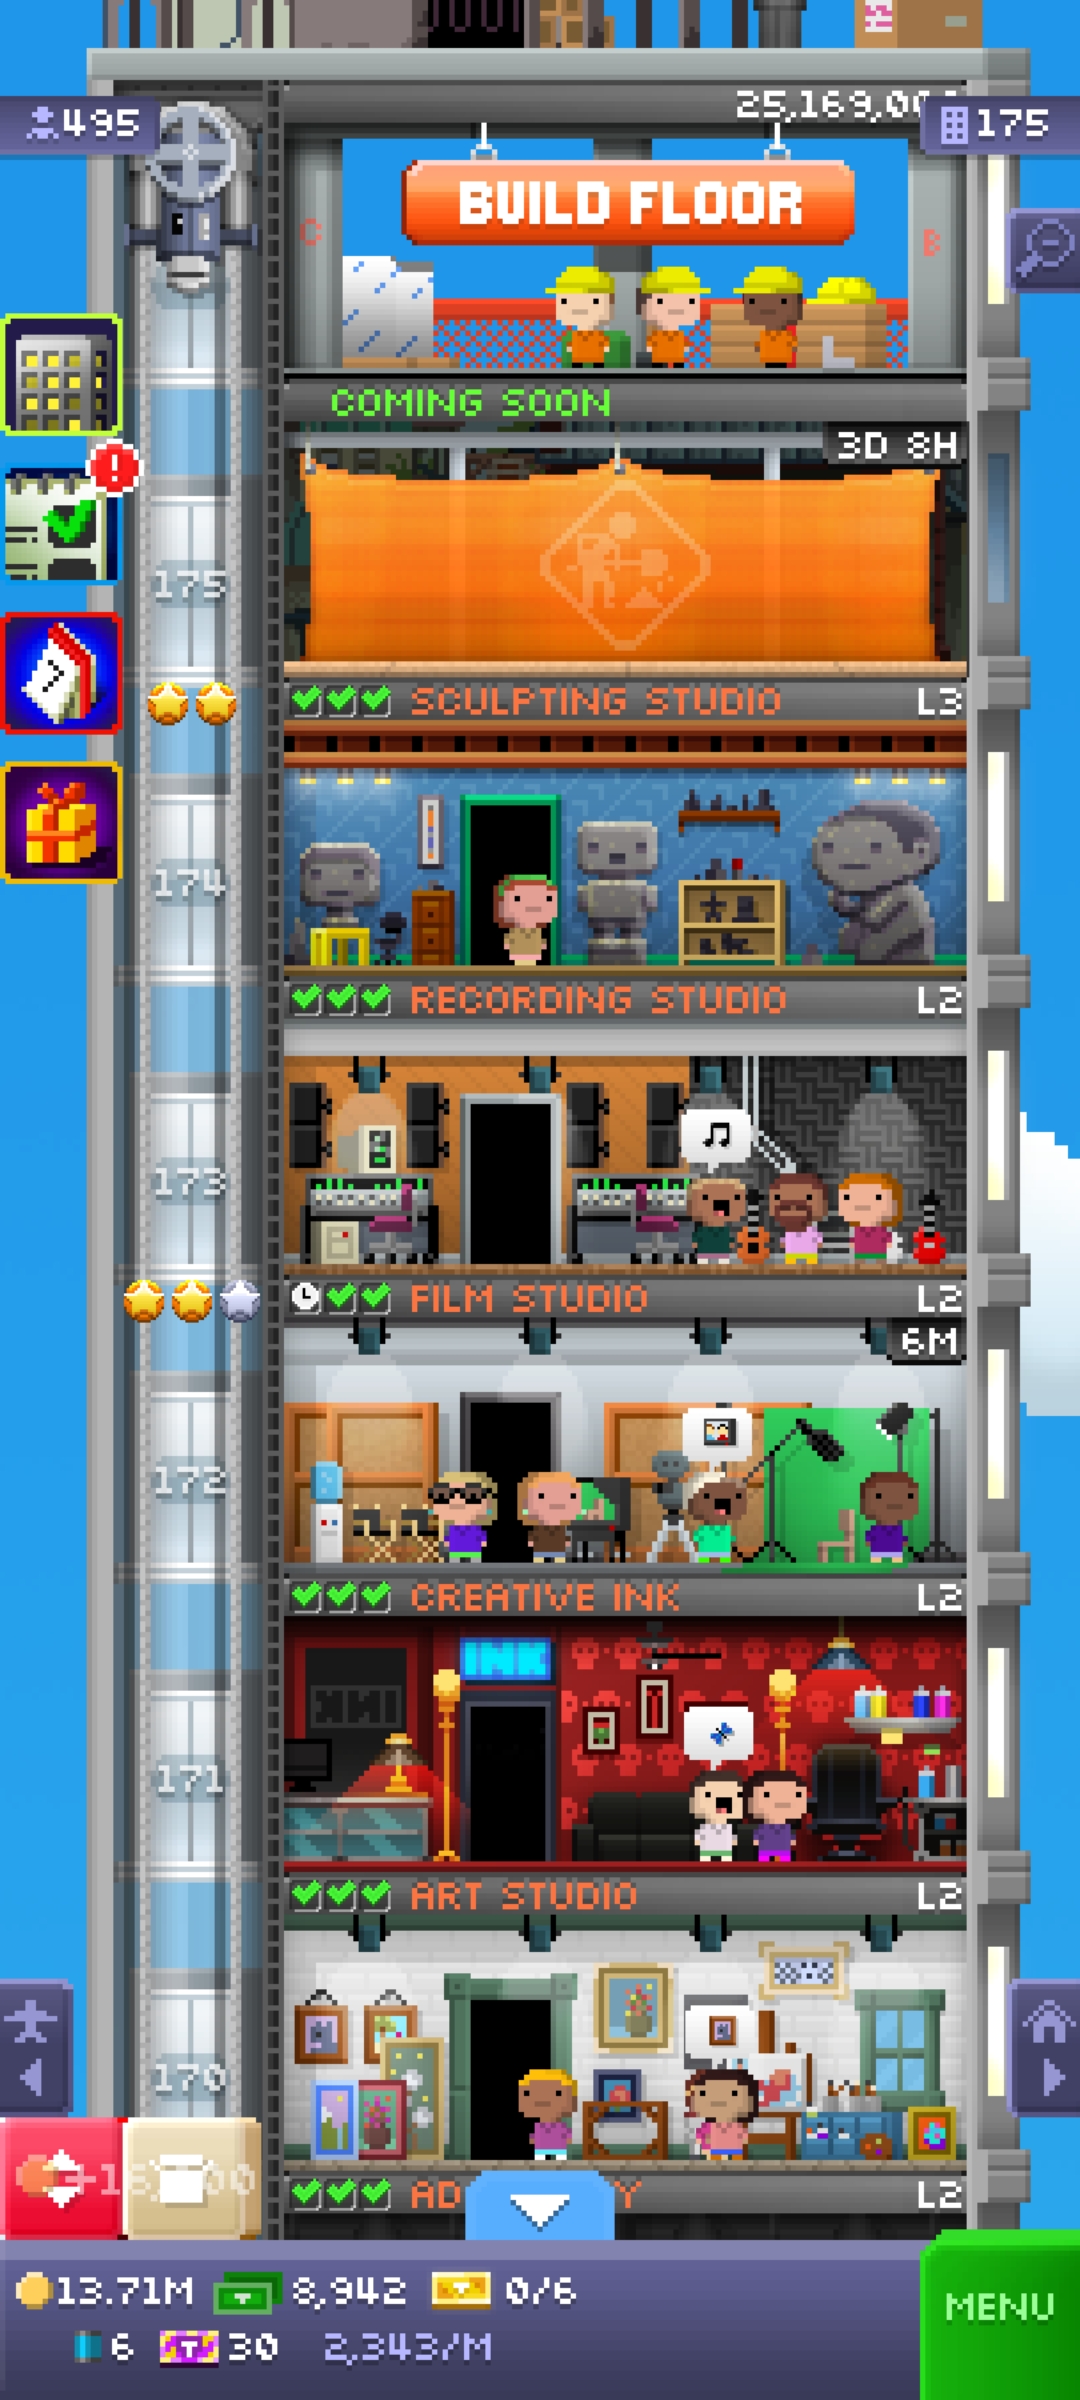 25,169,0
495
175
BUILD FLOOR
C
B
COMING SOON
3D 8H
175
SCULPTING STUDIO
L3
174
RECORDING STUDIO
L2
173
FILM STUDIO
L2
6M
172
CREATIVE INK
L2
INK
171
ART STUDIO
L2
170
AD
Y
L2
13.71M
8,942
0/6
MENU
6
T
30
2,343/M